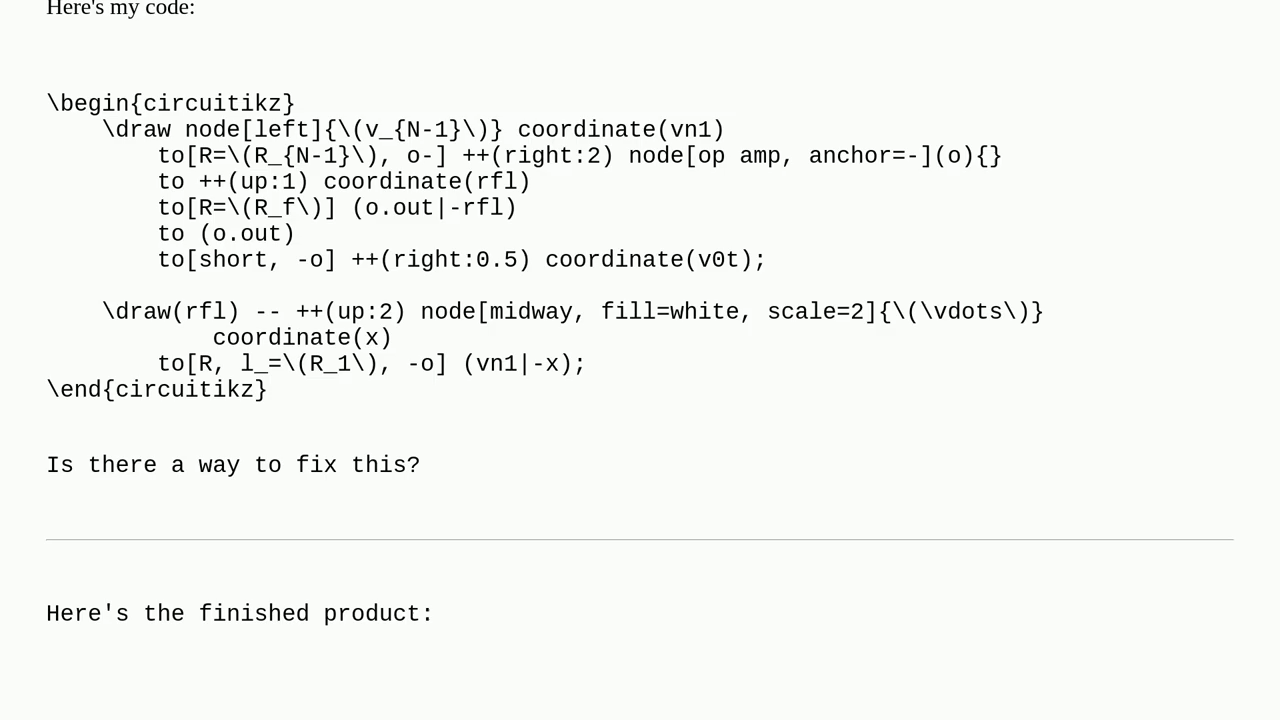 Here's my code:
\begin{circuitikz}
    \draw node[left]{\(v_{N-1}\)} coordinate(vn1)
        to[R=\(R_{N-1}\), o-] ++(right:2) node[op amp, anchor=-](o){}
        to ++(up:1) coordinate(rfl)
        to[R=\(R_f\)] (o.out|-rfl)
        to (o.out)
        to[short, -o] ++(right:0.5) coordinate(v0t);
    \draw(rfl) -- ++(up:2) node[midway, fill=white, scale=2]{\(\vdots\)}
            coordinate(x)
        to[R, l_=\(R_1\), -o] (vn1|-x);
\end{circuitikz}
Is there a way to fix this?
Here's the finished product: